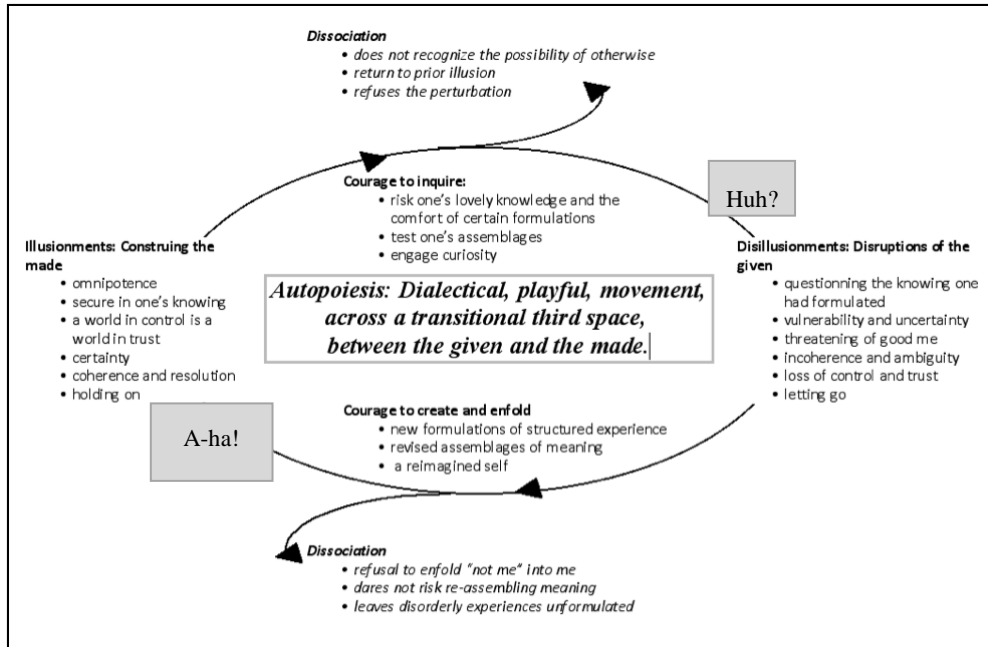 Dissociation
• does not recognize the possibility of otherwise
• return to prior illusion
• refuses the perturbation
Courage to inquire:
• risk one's lovely knowledge and the
comfort of certain formulations
• test one's assemblages
• engage curiosity
Huh?
Illusionments: Construing the
made
• omnipotence
• secure in one's knowing
• a world in control is a
world in trust
• certainty
• coherence and resolution
• holding on
Autopoiesis: Dialectical, playful, movement,
across a transitional third space,
between the given and the made.
Disillusionments: Disruptions of the
given
• questionning the knowing one
had formulated
• vulnerability and uncertainty
• threatening of good me
• incoherence and ambiguity
• loss of control and trust
• letting go
A-ha!
Courage to create and enfold
• new formulations of structured experience
• revised assemblages of meaning
• a reimagined self
Dissociation
• refusal to enfold "not me" into me
• dares not risk re-assembling meaning
• leaves disorderly experiences unformulated